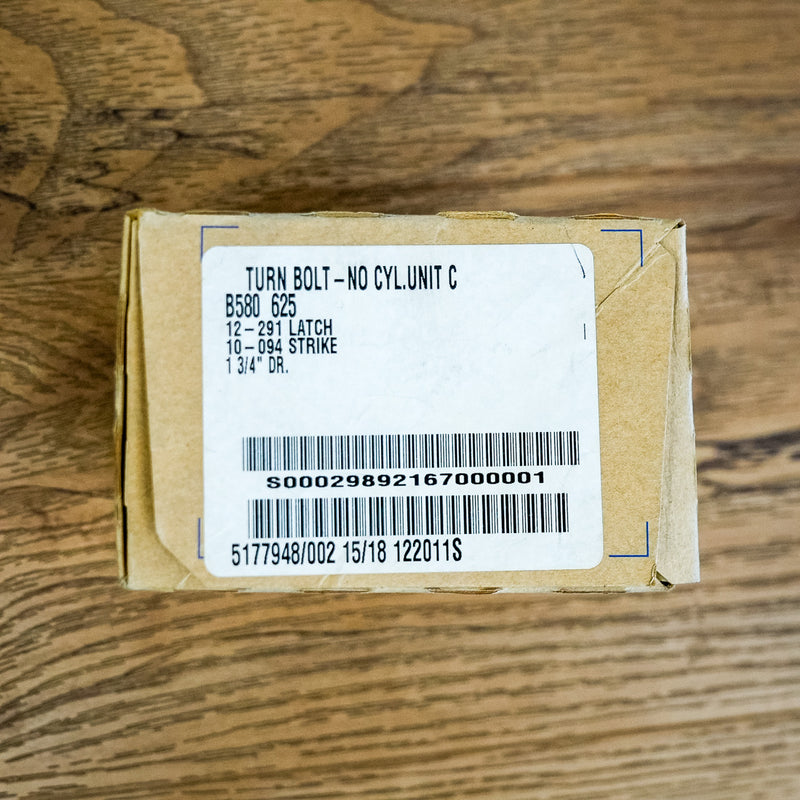 TURN BOLT-NO CYL.UNIT C
B580 625
12-291 LATCH
10-094 STRIKE
1 3/4" DR.
S000298921670000001
5177948/002 15/18 122011S